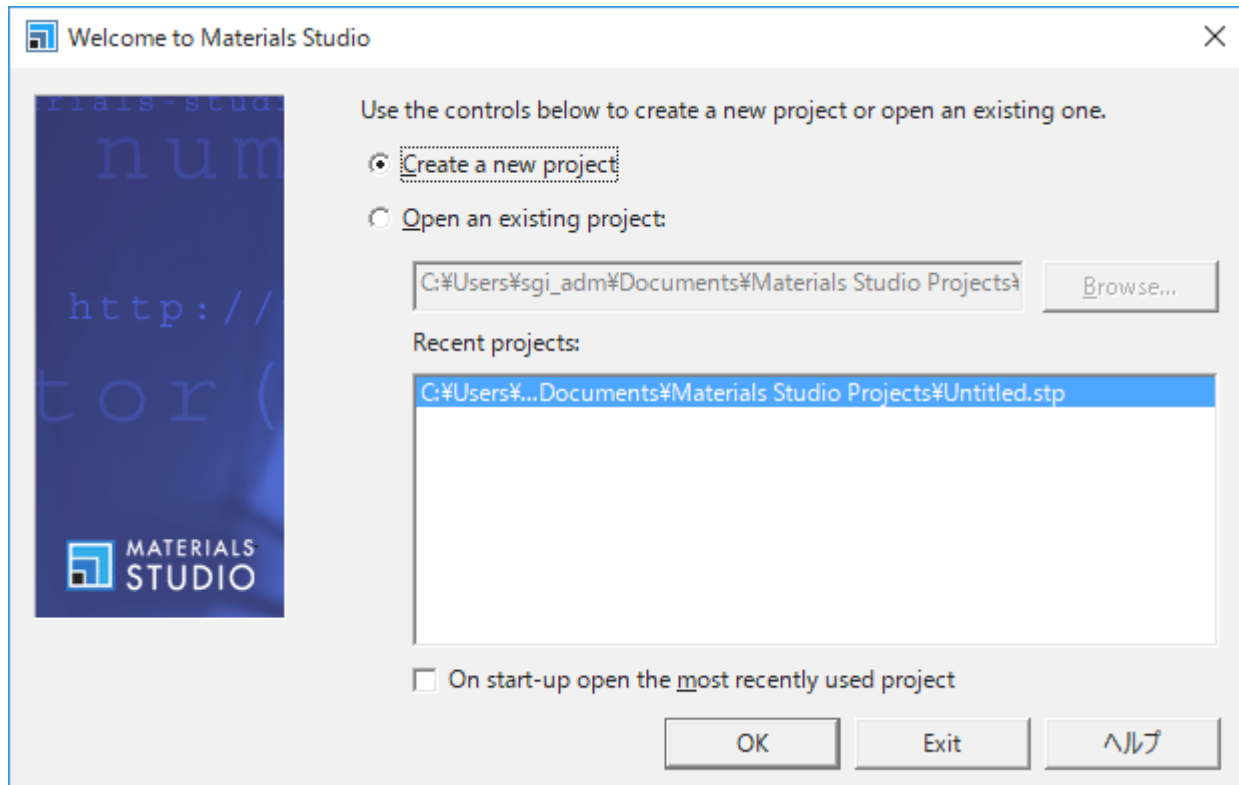 Welcome to Materials Studio
rials-studi
num
http://
tor(
MATERIALS
STUDIO
Use the controls below to create a new project or open an existing one.
Create a new project
Open an existing project:
C:¥Users¥sgi_adm¥Documents¥Materials Studio Projects¥
Browse...
Recent projects:
C:¥Users¥...Documents¥Materials Studio Projects¥Untitled.stp
On start-up open the most recently used project
OK
Exit
ヘルプ